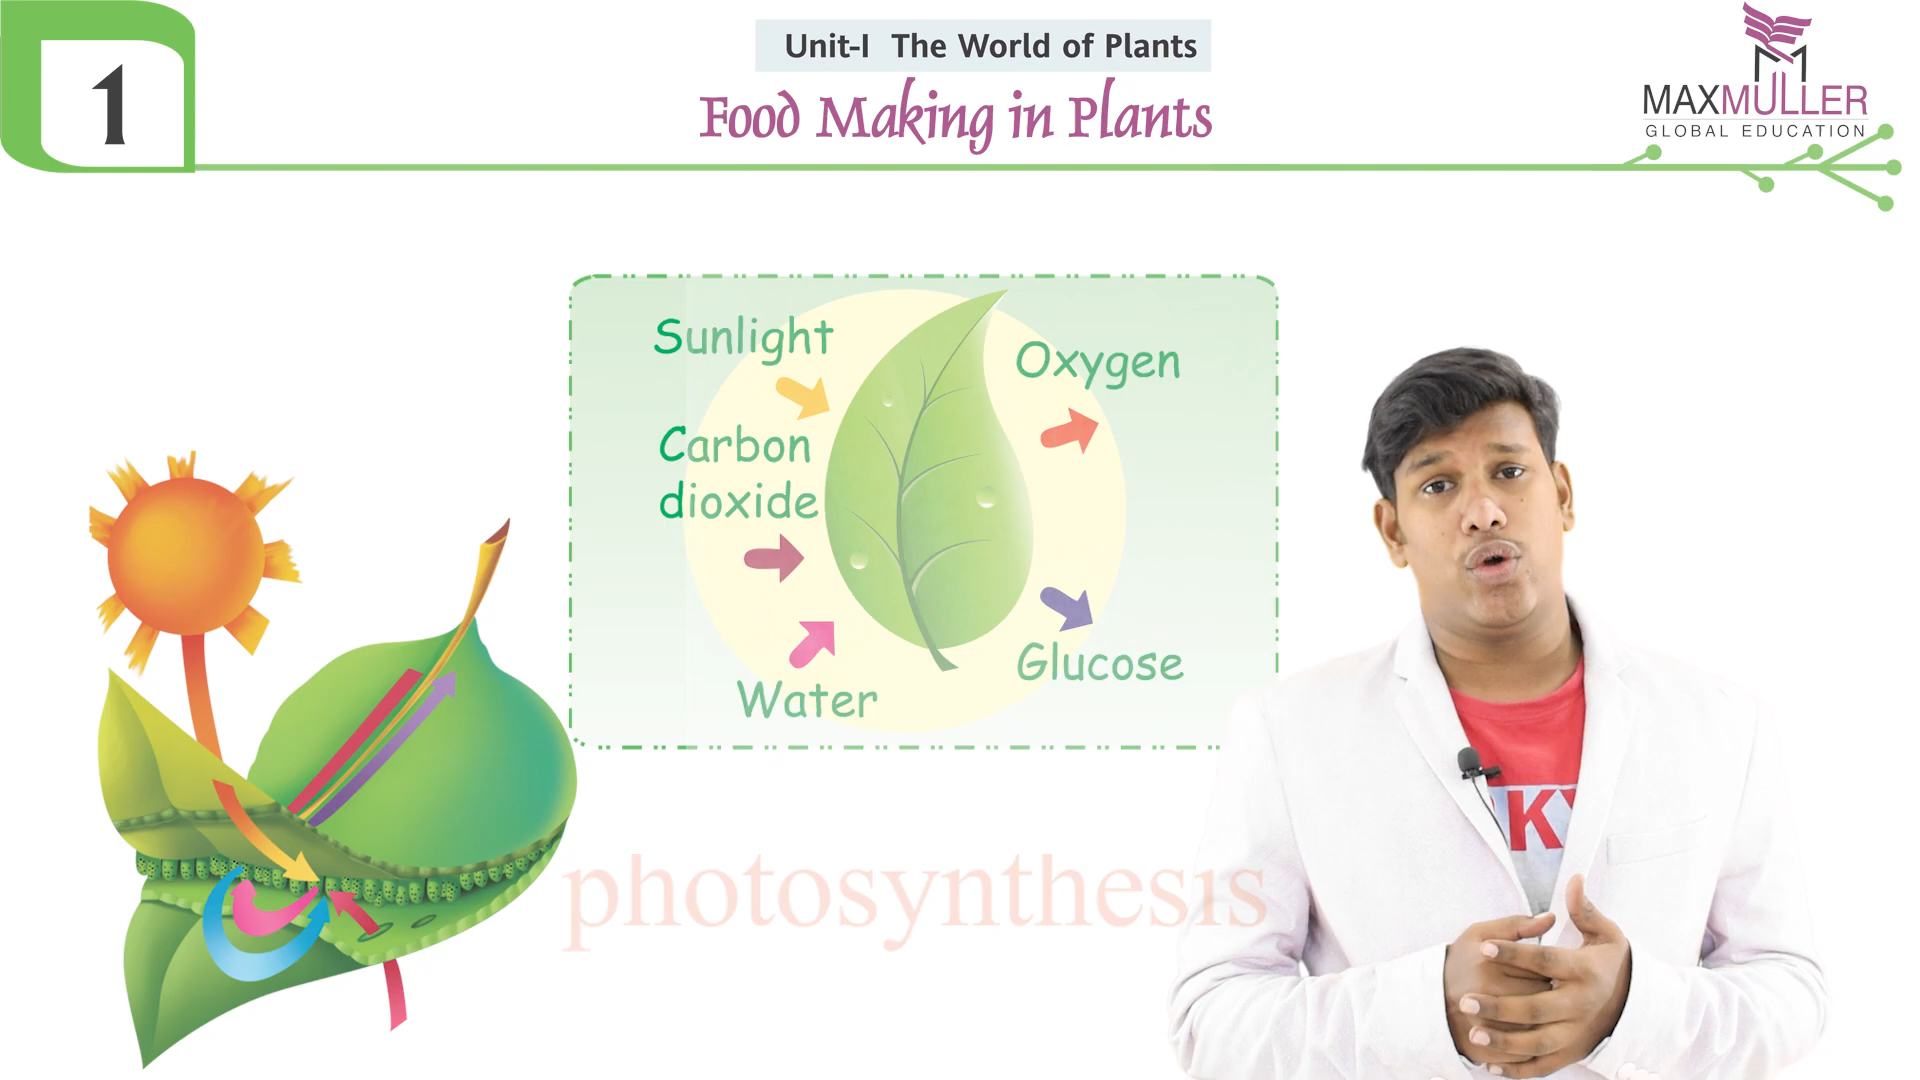 1
Unit-I The World of Plants
Food Making in Plants
MAXMULLER
GLOBAL EDUCATION
Sunlight
Carbon
dioxide
Water
Oxygen
Glucose
photosynthesis
KY